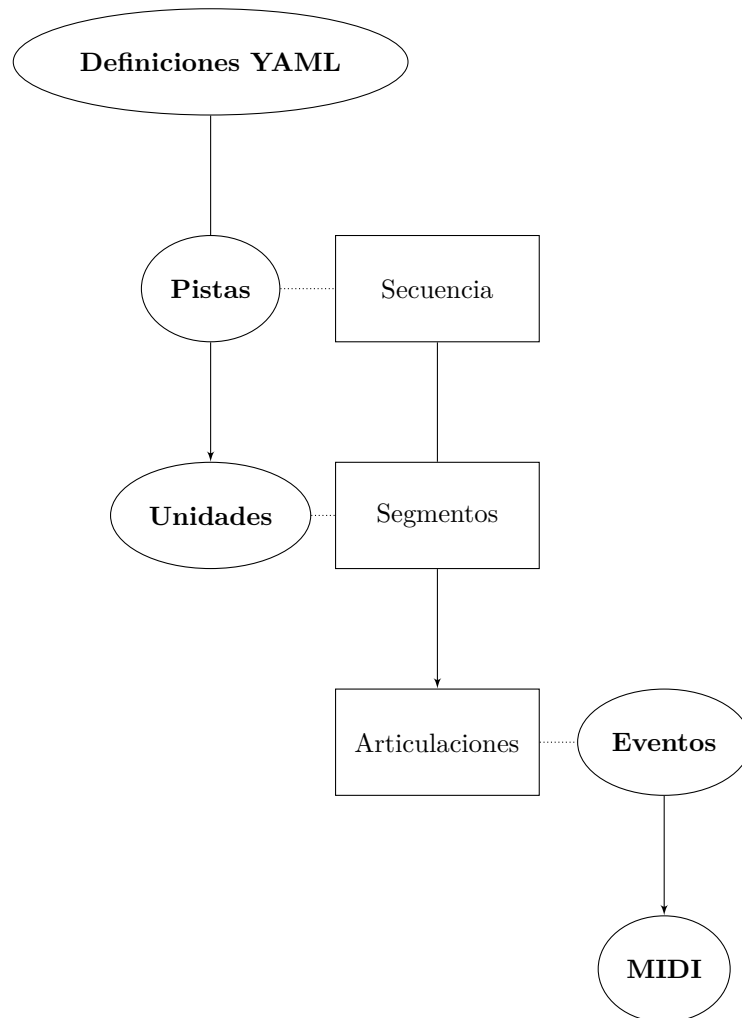 Definiciones YAML
Pistas
Secuencia
Unidades
Segmentos
Articulaciones
Eventos
MIDI